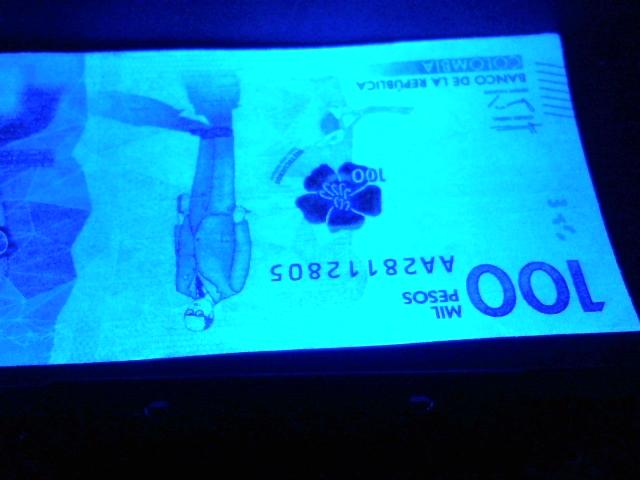 100
MIL
PESOS
AA28112805
100
BANCO DE LA REPÚBLICA
COLOMBIA